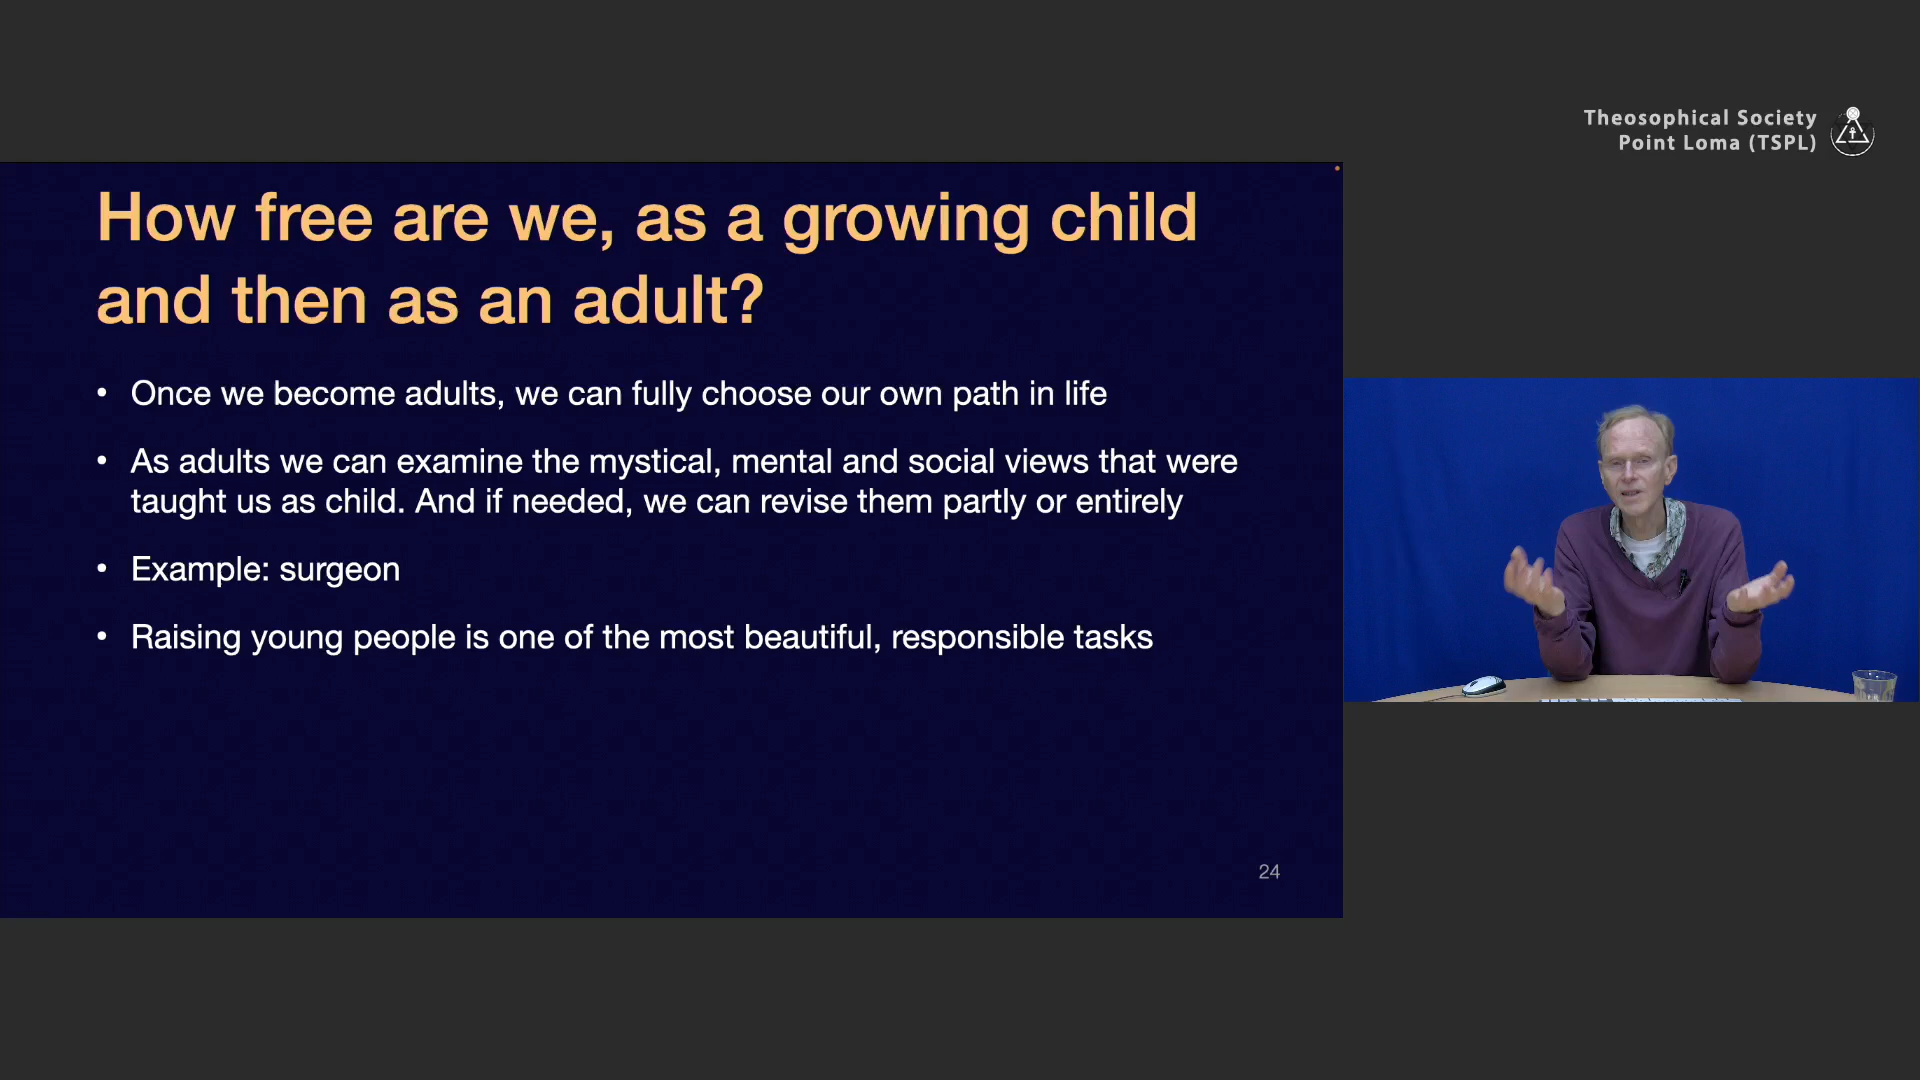 Theosophical Society
Point Loma (TSPL)
How free are we, as a growing child
and then as an adult?
• Once we become adults, we can fully choose our own path in life
• As adults we can examine the mystical, mental and social views that were
taught us as child. And if needed, we can revise them partly or entirely
• Example: surgeon
• Raising young people is one of the most beautiful, responsible tasks
24